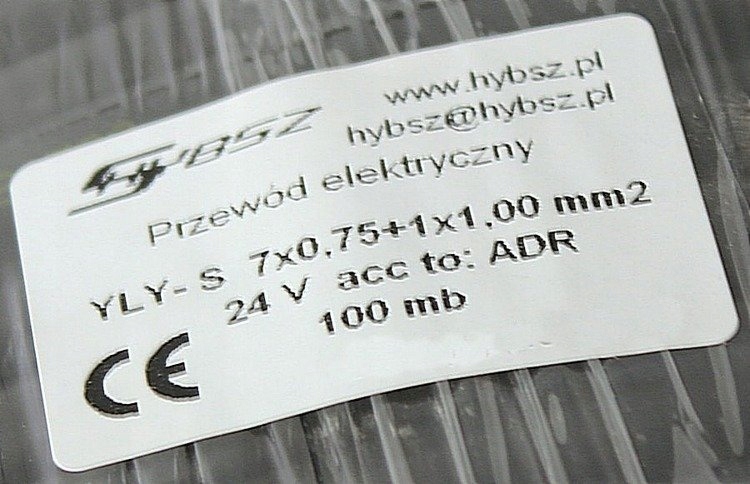 HYBSZ
www.hybsz.pl
hybsz@hybsz.pl
Przewód elektryczny
YLY- S 7x0,75+1x1,00 mm2
24 V acc to: ADR
100 mb
CE